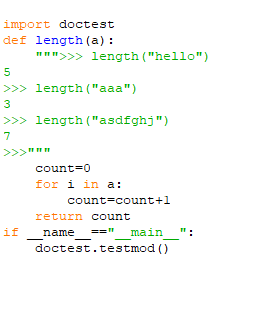 import doctest
def length(a):
    """>>> length("hello")
5
>>> length("aaa")
3
>>> length("asdfghj")
7
>>>"""
    count=0
    for i in a:
        count=count+1
    return count
if __name__=="__main__":
    doctest.testmod()